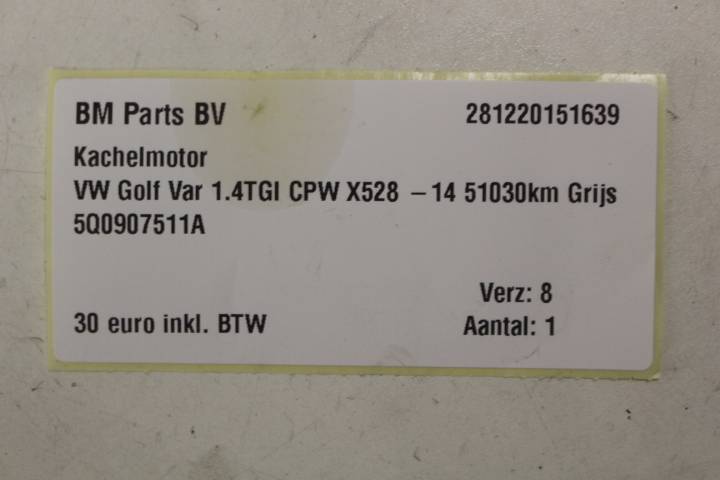 BM Parts BV 281220151639
Kachelmotor
VW Golf Var 1.4TGI CPW X528 – 14 51030km Grijs
5Q0907511A
Verz: 8
30 euro inkl. BTW Aantal: 1